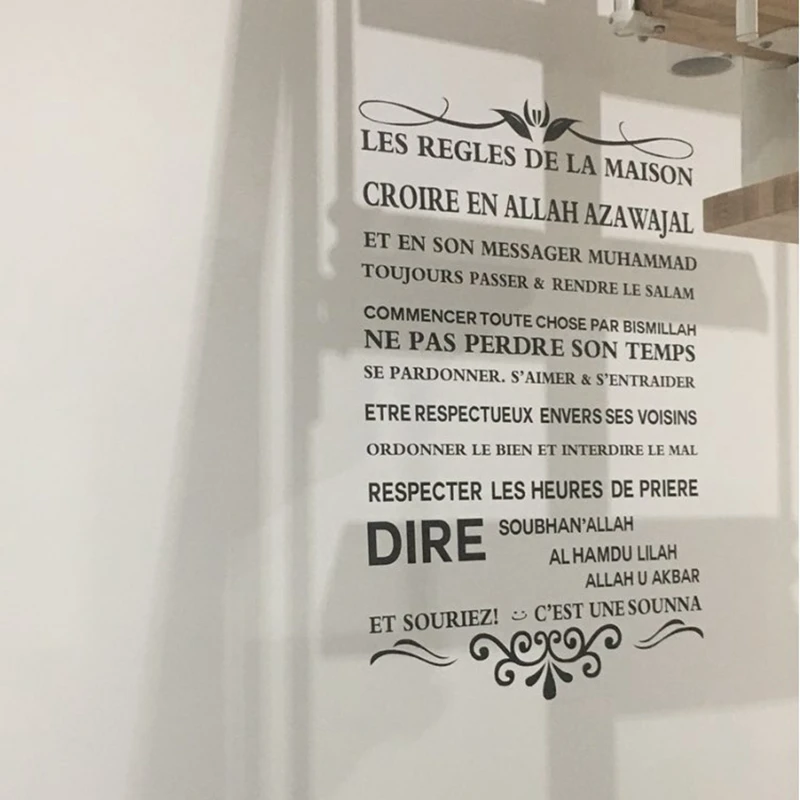 LES REGLES DE LA MAISON
CROIRE EN ALLAH AZAWAJAL
ET EN SON MESSAGER MUHAMMAD
TOUJOURS PASSER & RENDRE LE SALAM
COMMENCER TOUTE CHOSE PAR BISMILLAH
NE PAS PERDRE SON TEMPS
SE PARDONNER. S'AIMER & S'ENTRAIDER
ETRE RESPECTUEUX ENVERS SES VOISINS
ORDONNER LE BIEN ET INTERDIRE LE MAL
RESPECTER LES HEURES DE PRIERE
DIRE SOUBHAN'ALLAH
AL HAMDU LILAH
ALLAH U AKBAR
ET SOURIEZ! :) C'EST UNE SOUNNA